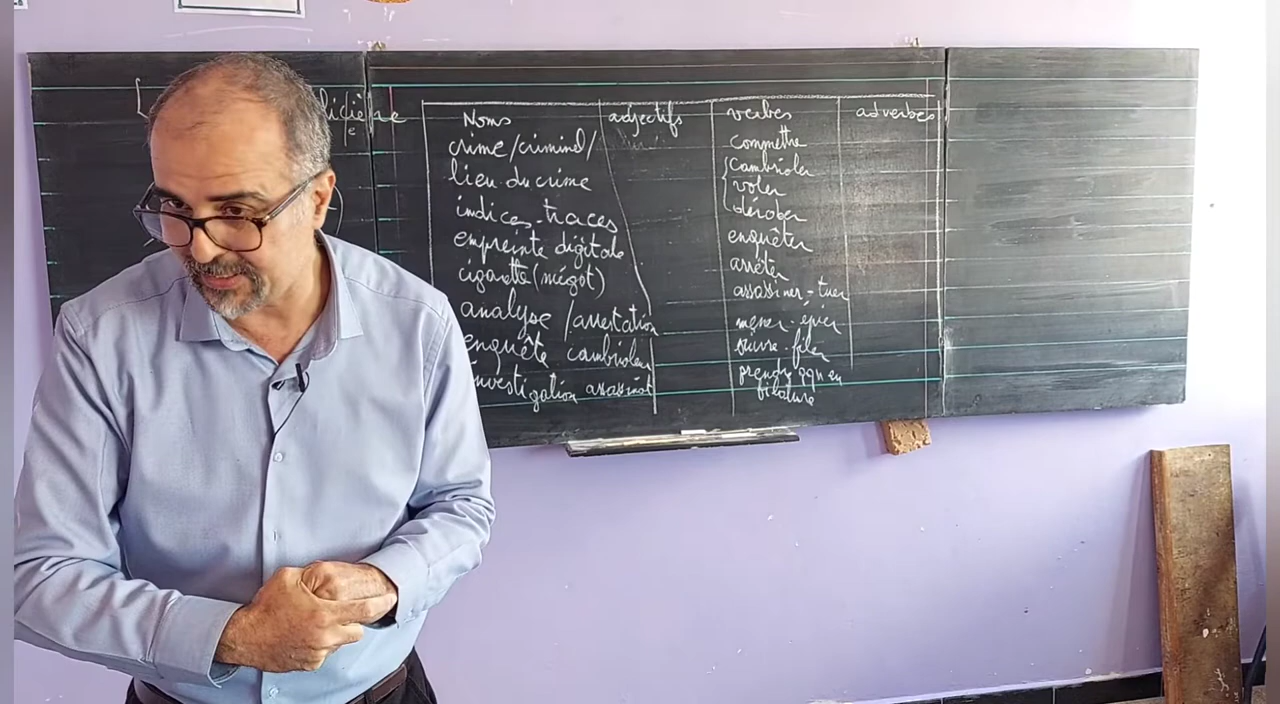 Noms adjectifs verbes adverbes
crime/criminel/ commettre
lieu du crime cambrioler
voler
indices-traces dérober
empreinte digitale enquêter
cigarette (mégot) arrêter
assassiner-tuer
analyse/arrestation mener-épier
enquête cambrioleur suivre-filer
investigation assassinat prendre qqn en
filature